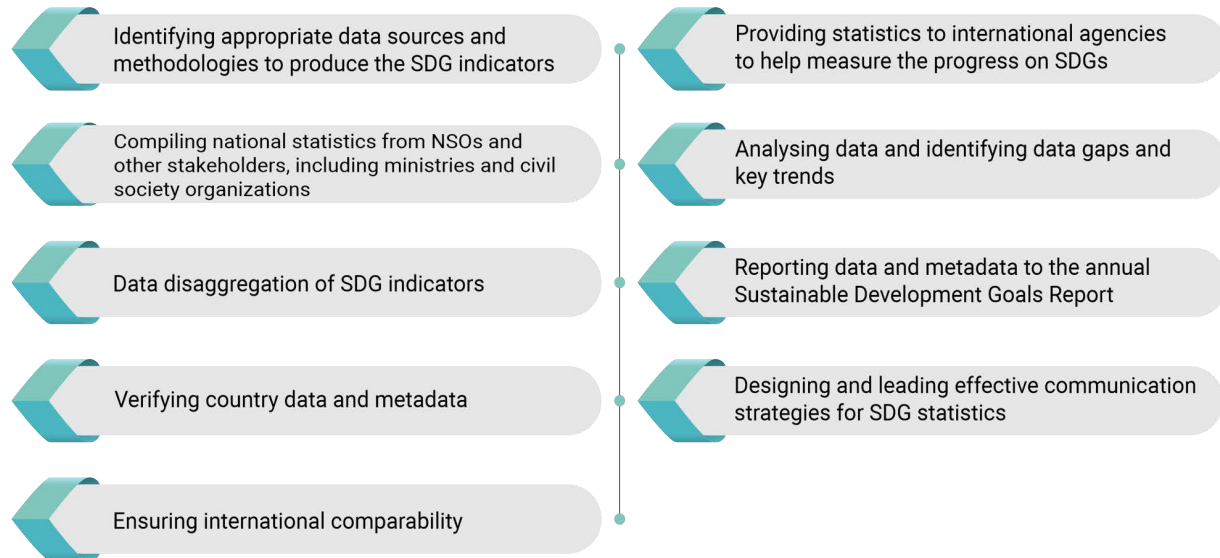 Identifying appropriate data sources and
methodologies to produce the SDG indicators
Compiling national statistics from NSOs and
other stakeholders, including ministries and civil
society organizations
Data disaggregation of SDG indicators
Verifying country data and metadata
Ensuring international comparability
Providing statistics to international agencies
to help measure the progress on SDGs
Analysing data and identifying data gaps and
key trends
Reporting data and metadata to the annual
Sustainable Development Goals Report
Designing and leading effective communication
strategies for SDG statistics